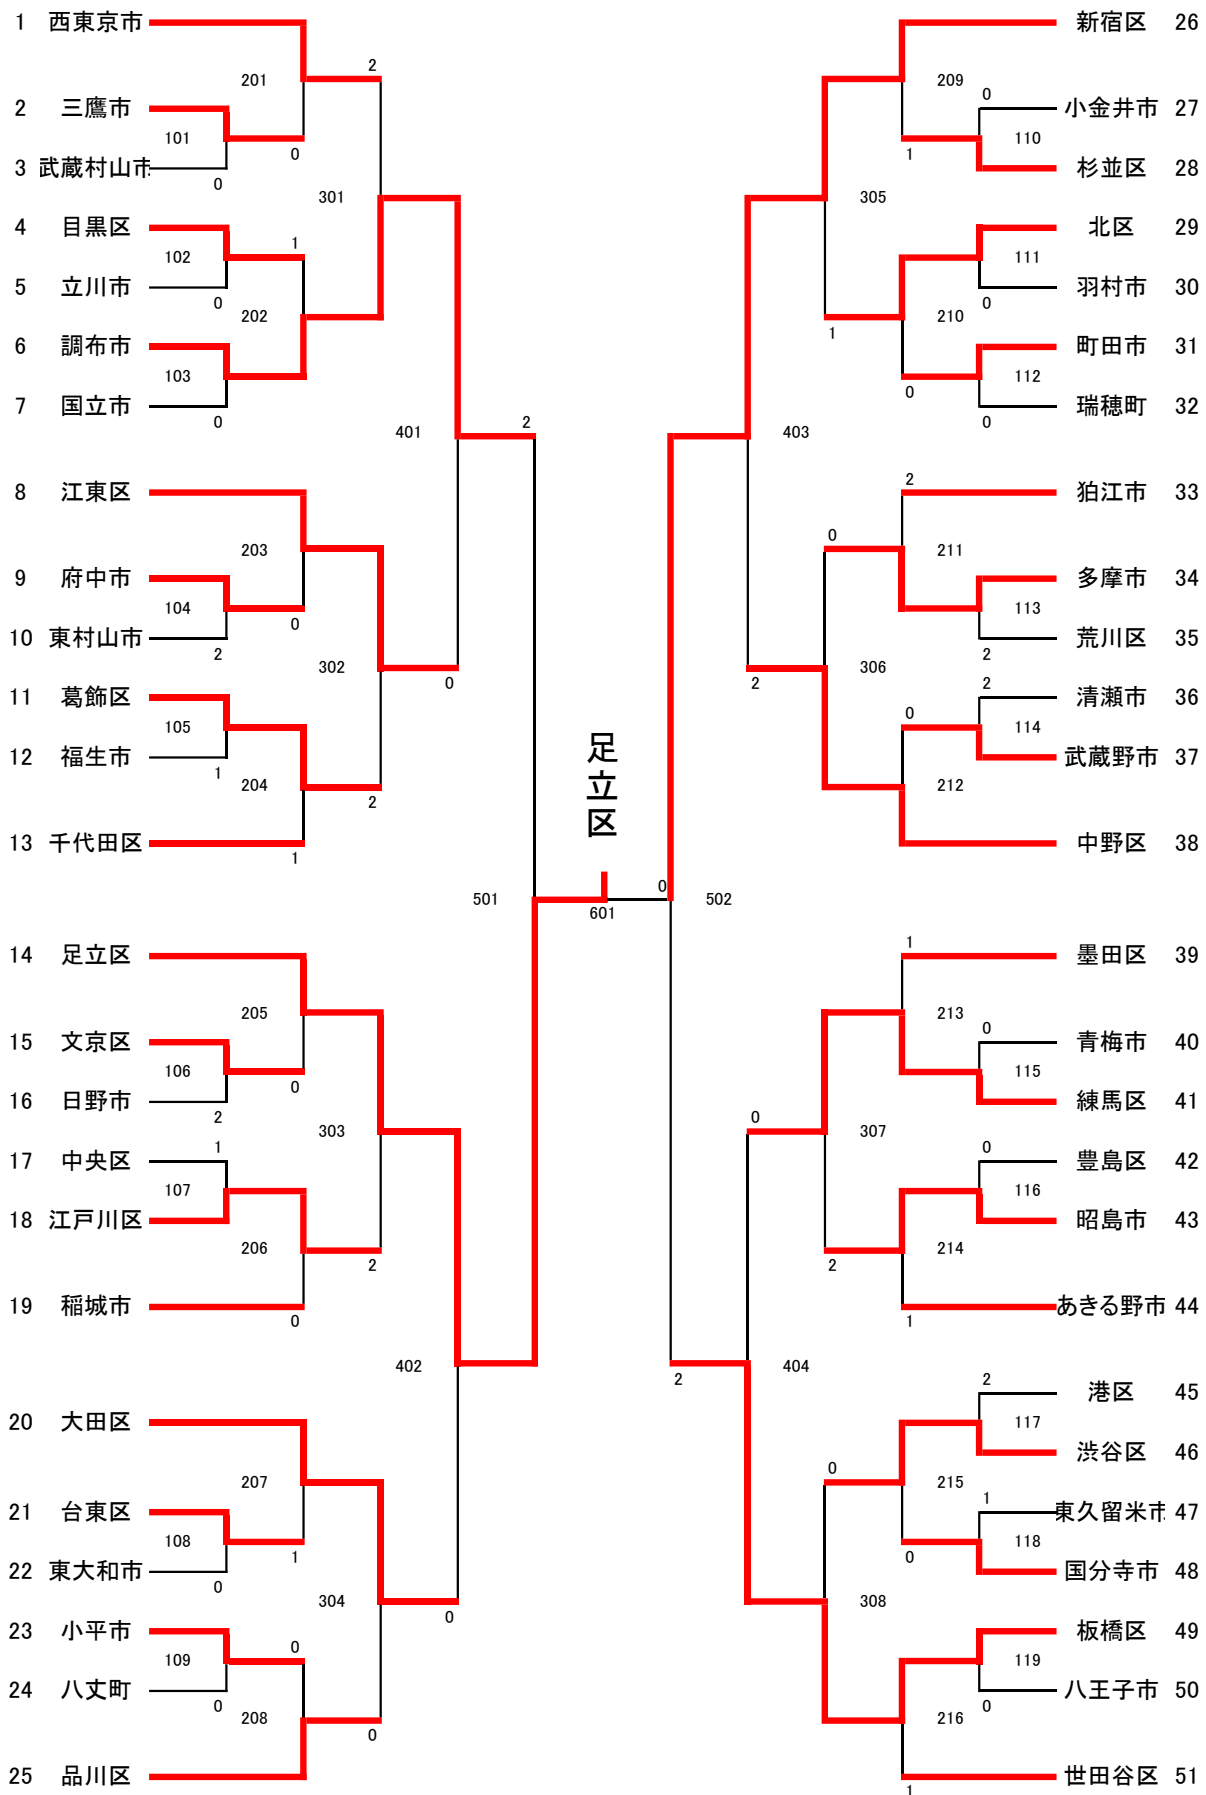 1 西東京市
201
2
2 三鷹市
101
0
3 武蔵村山市
0
301
4 目黒区
1
102
5 立川市
0
202
6 調布市
103
7 国立市
0
401
2
8 江東区
203
9 府中市
104
0
10 東村山市
2
302
0
11 葛飾区
105
12 福生市
1
204
2
13 千代田区
1
501
足立区
601
0
502
14 足立区
205
15 文京区
106
0
16 日野市
2
303
17 中央区
1
107
18 江戸川区
206
2
19 稲城市
0
402
20 大田区
207
21 台東区
108
1
22 東大和市
0
304
0
23 小平市
0
109
24 八丈町
0
208
0
25 品川区
新宿区 26
209
0
小金井市 27
110
1
杉並区 28
305
北区 29
111
羽村市 30
0
210
1
町田市 31
112
0
瑞穂町 32
0
403
2
狛江市 33
0
211
多摩市 34
113
荒川区 35
2
306
2
2
清瀬市 36
0
114
武蔵野市 37
212
中野区 38
1
墨田区 39
213
0
青梅市 40
115
練馬区 41
0
307
0
豊島区 42
116
昭島市 43
214
2
あきる野市 44
1
404
2
2
港区 45
117
渋谷区 46
0
215
1
東久留米市 47
118
0
国分寺市 48
308
板橋区 49
119
八王子市 50
0
216
世田谷区 51
1